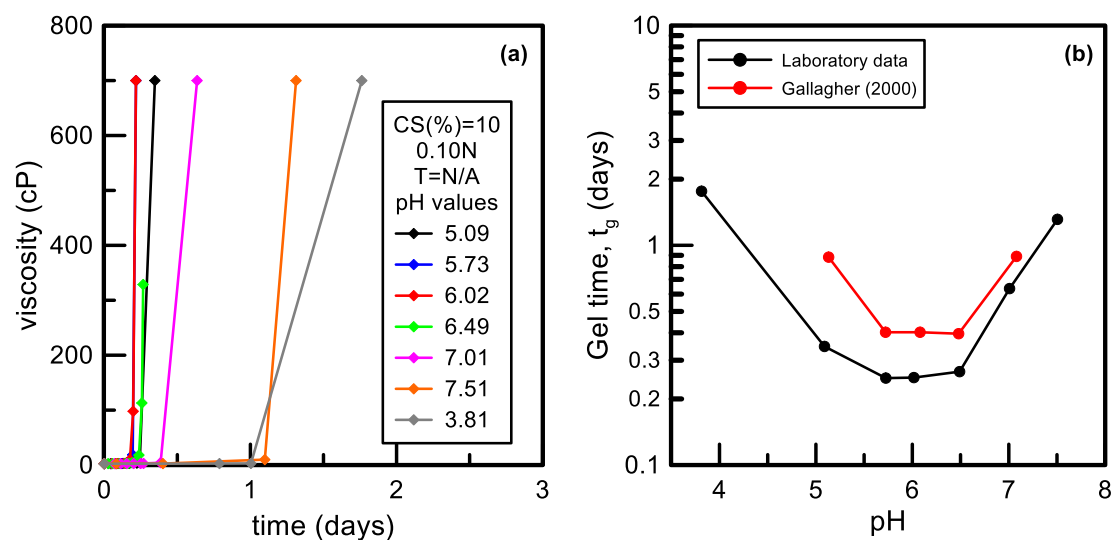 800
600
400
200
0
viscosity (cP)
0
1
2
3
time (days)
(a)
CS(%)=10
0.10N
T=N/A
pH values
5.09
5.73
6.02
6.49
7.01
7.51
3.81
10
5
3
2
1
0.5
0.3
0.2
0.1
Gel time, tg (days)
4
5
6
7
8
pH
(b)
Laboratory data
Gallagher (2000)